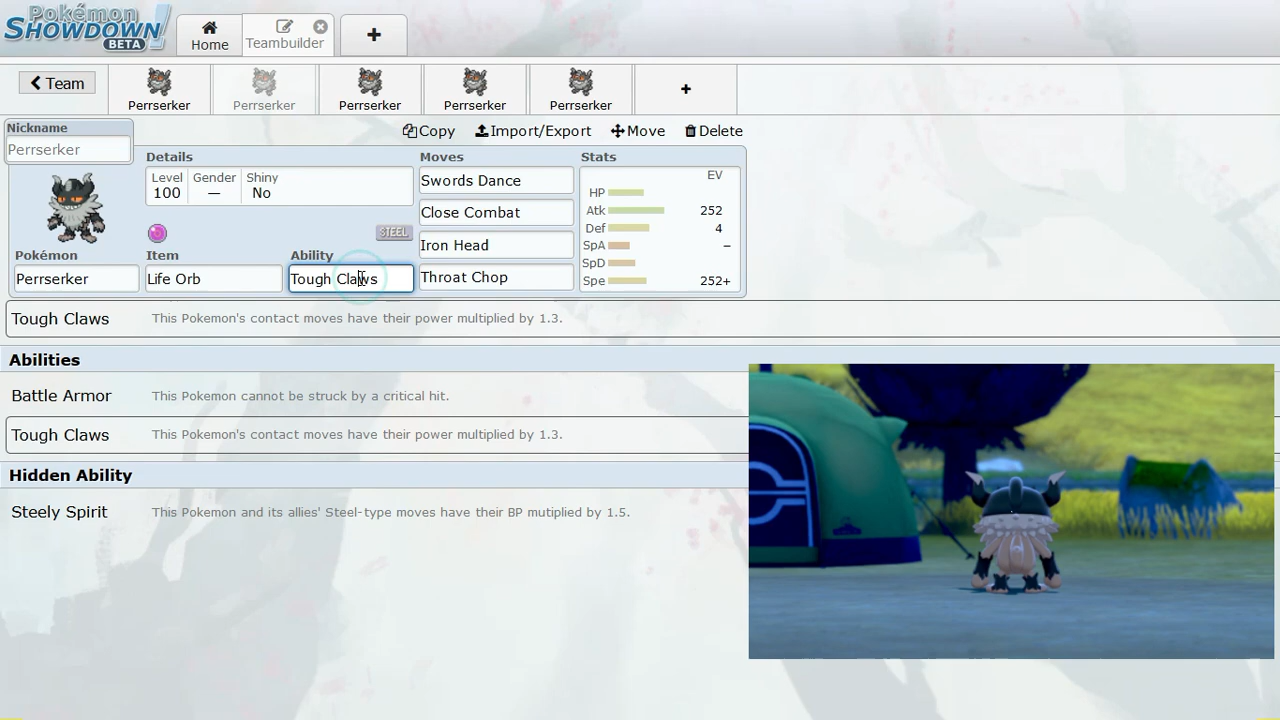 Pokémon
SHOWDOWN!
BETA
Home
Teambuilder
+
Team
Perrserker
Perrserker
Perrserker
Perrserker
Perrserker
+
Nickname
Perrserker
Copy
Import/Export
Move
Delete
Details
Level
Gender
Shiny
100
—
No
STEEL
Pokémon
Item
Ability
Perrserker
Life Orb
Tough Claws
Moves
Swords Dance
Close Combat
Iron Head
Throat Chop
Stats
EV
HP
Atk 252
Def 4
SpA –
SpD
Spe 252+
Tough Claws This Pokemon's contact moves have their power multiplied by 1.3.
Abilities
Battle Armor This Pokemon cannot be struck by a critical hit.
Tough Claws This Pokemon's contact moves have their power multiplied by 1.3.
Hidden Ability
Steely Spirit This Pokemon and its allies' Steel-type moves have their BP mutiplied by 1.5.